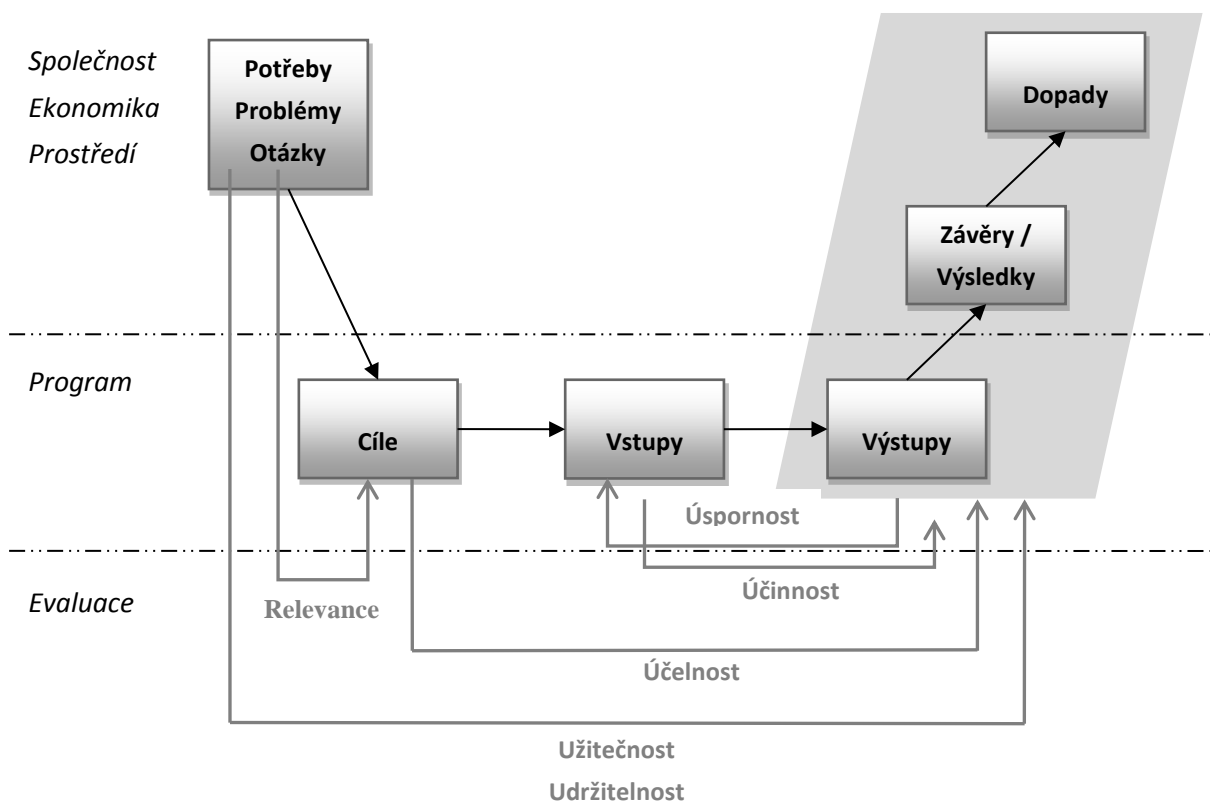 Společnost
Ekonomika
Prostředí
Potřeby
Problémy
Otázky
Dopady
Závěry /
Výsledky
Program
Cíle
Vstupy
Výstupy
Úspornost
Účinnost
Evaluace
Relevance
Účelnost
Užitečnost
Udržitelnost